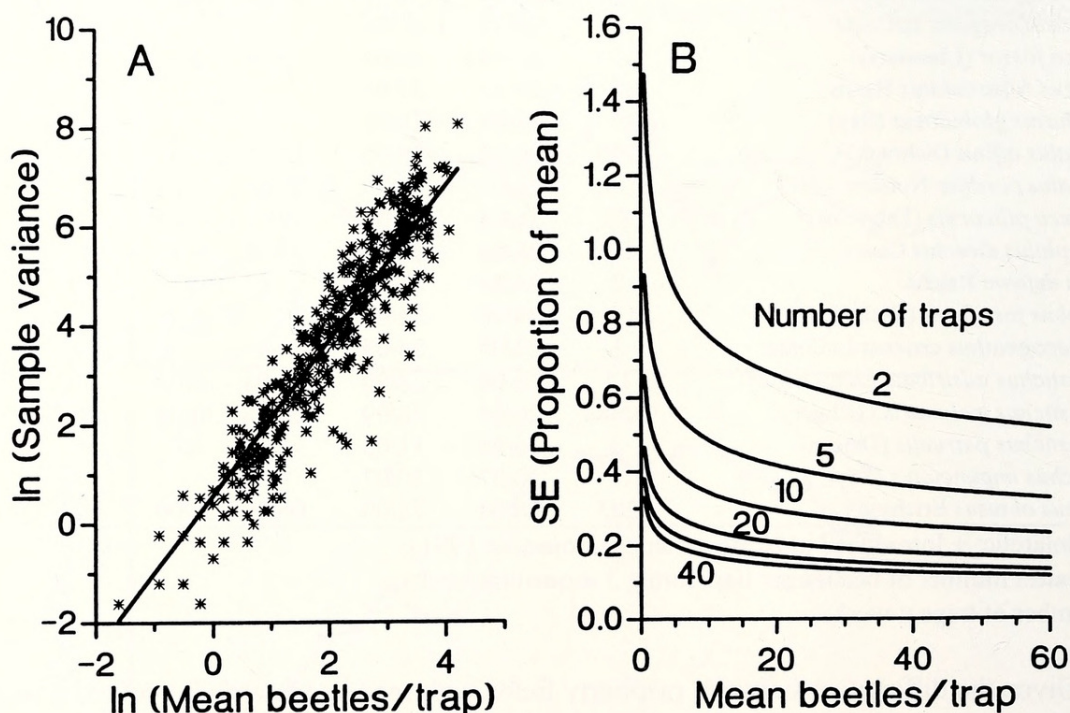 A
10
8
6
4
2
0
−2
−2 0 2 4
ln (Sample variance)
ln (Mean beetles/trap)
B
1.6
1.4
1.2
1.0
0.8
0.6
0.4
0.2
0.0
0 20 40 60
SE (Proportion of mean)
Number of traps
2
5
10
20
40
Mean beetles/trap